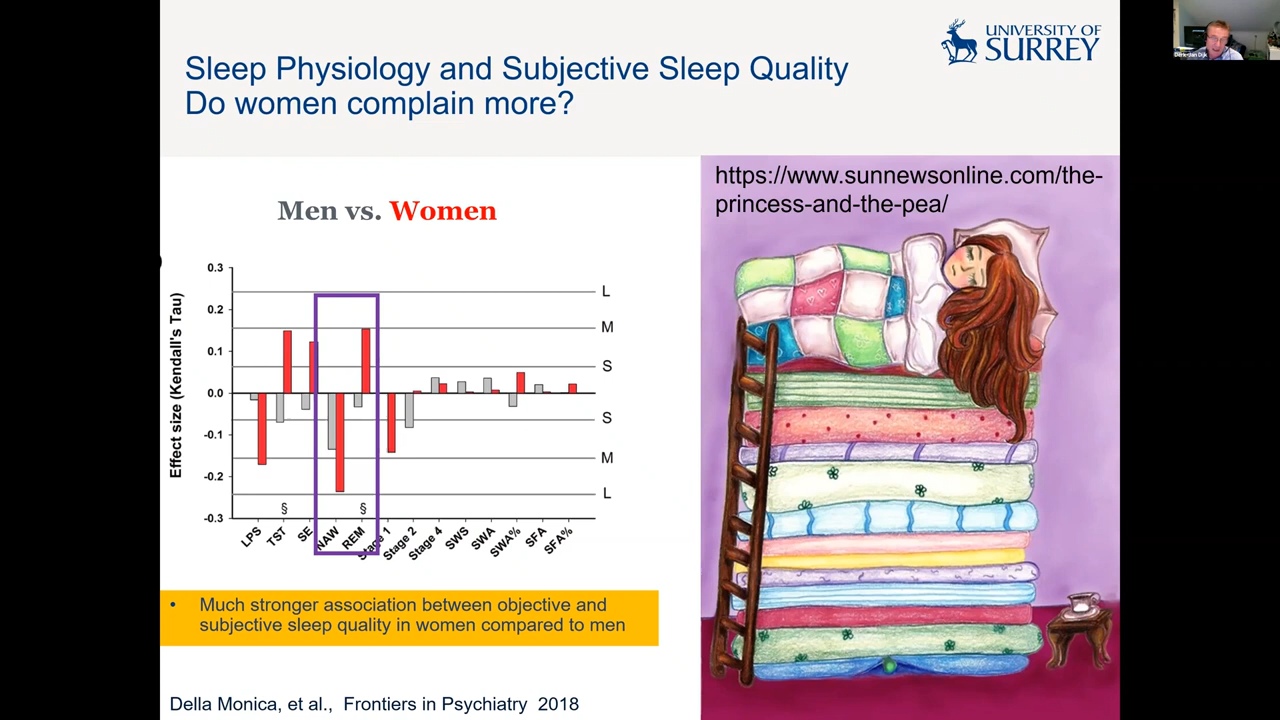 UNIVERSITY OF
SURREY
Sleep Physiology and Subjective Sleep Quality
Do women complain more?
Men vs. Women
Effect size (Kendall's Tau)
0.3
0.2
0.1
0.0
-0.1
-0.2
-0.3
L
M
S
S
M
L
§
§
LPS
TST
SE
NAW
REM
Stage 1
Stage 2
Stage 4
SWS
SWA
SWA%
SFA
SFA%
• Much stronger association between objective and
subjective sleep quality in women compared to men
Della Monica, et al., Frontiers in Psychiatry 2018
https://www.sunnewsonline.com/the-
princess-and-the-pea/